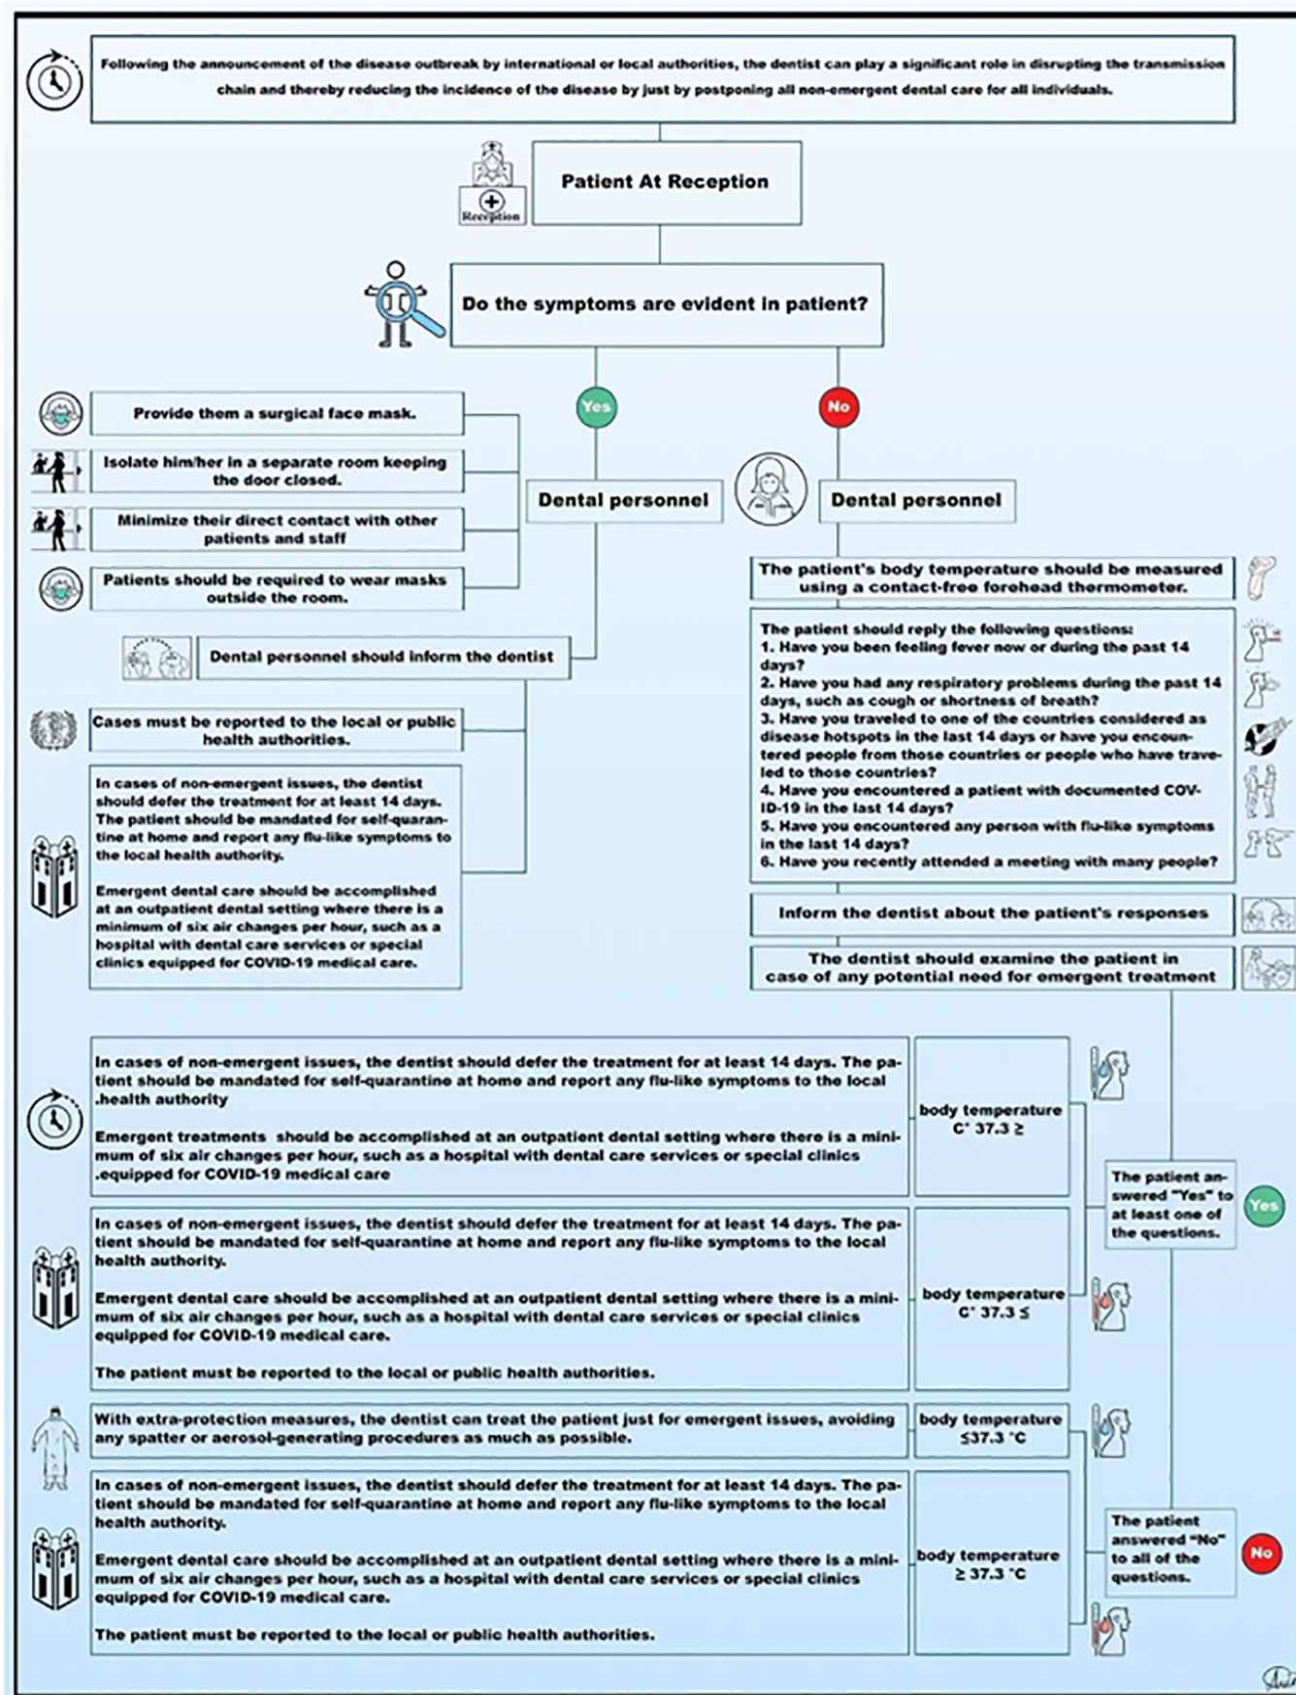 Following the announcement of the disease outbreak by international or local authorities, the dentist can play a significant role in disrupting the transmission
chain and thereby reducing the incidence of the disease by just by postponing all non-emergent dental care for all individuals.
Reception
Patient At Reception
Do the symptoms are evident in patient?
Yes
No
Provide them a surgical face mask.
Isolate him/her in a separate room keeping
the door closed.
Minimize their direct contact with other
patients and staff
Patients should be required to wear masks
outside the room.
Dental personnel
Dental personnel should inform the dentist
Cases must be reported to the local or public
health authorities.
In cases of non-emergent issues, the dentist
should defer the treatment for at least 14 days.
The patient should be mandated for self-quaran-
tine at home and report any flu-like symptoms to
the local health authority.
Emergent dental care should be accomplished
at an outpatient dental setting where there is a
minimum of six air changes per hour, such as a
hospital with dental care services or special
clinics equipped for COVID-19 medical care.
Dental personnel
The patient's body temperature should be measured
using a contact-free forehead thermometer.
The patient should reply the following questions:
1. Have you been feeling fever now or during the past 14
days?
2. Have you had any respiratory problems during the past 14
days, such as cough or shortness of breath?
3. Have you traveled to one of the countries considered as
disease hotspots in the last 14 days or have you encoun-
tered people from those countries or people who have trave-
led to those countries?
4. Have you encountered a patient with documented COV-
ID-19 in the last 14 days?
5. Have you encountered any person with flu-like symptoms
in the last 14 days?
6. Have you recently attended a meeting with many people?
Inform the dentist about the patient's responses
The dentist should examine the patient in
case of any potential need for emergent treatment
In cases of non-emergent issues, the dentist should defer the treatment for at least 14 days. The pa-
tient should be mandated for self-quarantine at home and report any flu-like symptoms to the local
.health authority
Emergent treatments should be accomplished at an outpatient dental setting where there is a mini-
mum of six air changes per hour, such as a hospital with dental care services or special clinics
.equipped for COVID-19 medical care
body temperature
C° 37.3 ≥
In cases of non-emergent issues, the dentist should defer the treatment for at least 14 days. The pa-
tient should be mandated for self-quarantine at home and report any flu-like symptoms to the local
health authority.
Emergent dental care should be accomplished at an outpatient dental setting where there is a mini-
mum of six air changes per hour, such as a hospital with dental care services or special clinics
equipped for COVID-19 medical care.
The patient must be reported to the local or public health authorities.
body temperature
C° 37.3 ≤
The patient an-
swered "Yes" to
at least one of
the questions.
Yes
With extra-protection measures, the dentist can treat the patient just for emergent issues, avoiding
any spatter or aerosol-generating procedures as much as possible.
body temperature
≤37.3 °C
In cases of non-emergent issues, the dentist should defer the treatment for at least 14 days. The pa-
tient should be mandated for self-quarantine at home and report any flu-like symptoms to the local
health authority.
Emergent dental care should be accomplished at an outpatient dental setting where there is a mini-
mum of six air changes per hour, such as a hospital with dental care services or special clinics
equipped for COVID-19 medical care.
The patient must be reported to the local or public health authorities.
body temperature
≥ 37.3 °C
The patient
answered "No"
to all of the
questions.
No